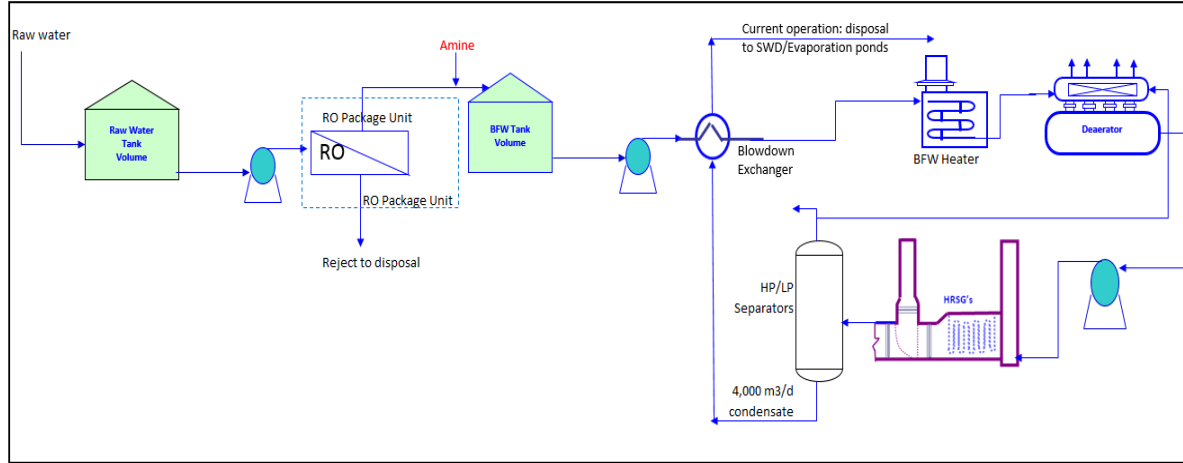 Raw water
Raw Water
Tank
Volume
Amine
RO Package Unit
RO
RO Package Unit
Reject to disposal
BFW Tank
Volume
Current operation: disposal
to SWD/Evaporation ponds
Blowdown
Exchanger
BFW Heater
Deaerator
HP/LP
Separators
HRSG's
4,000 m3/d
condensate